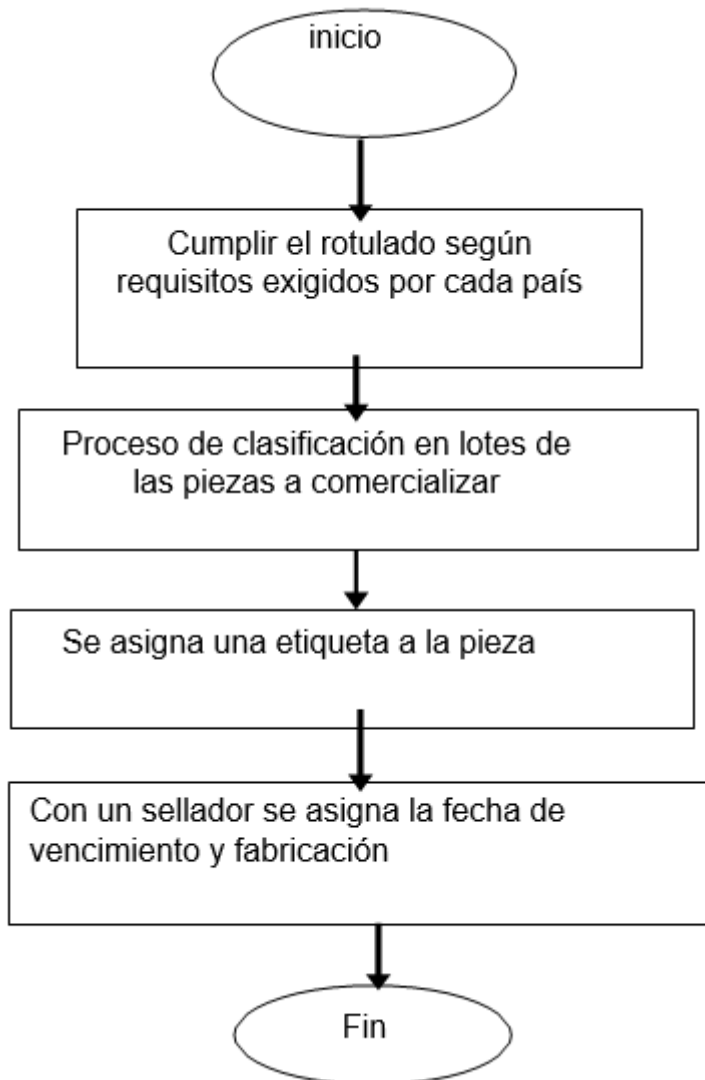 inicio
Cumplir el rotulado según
requisitos exigidos por cada país
Proceso de clasificación en lotes de
las piezas a comercializar
Se asigna una etiqueta a la pieza
Con un sellador se asigna la fecha de
vencimiento y fabricación
Fin